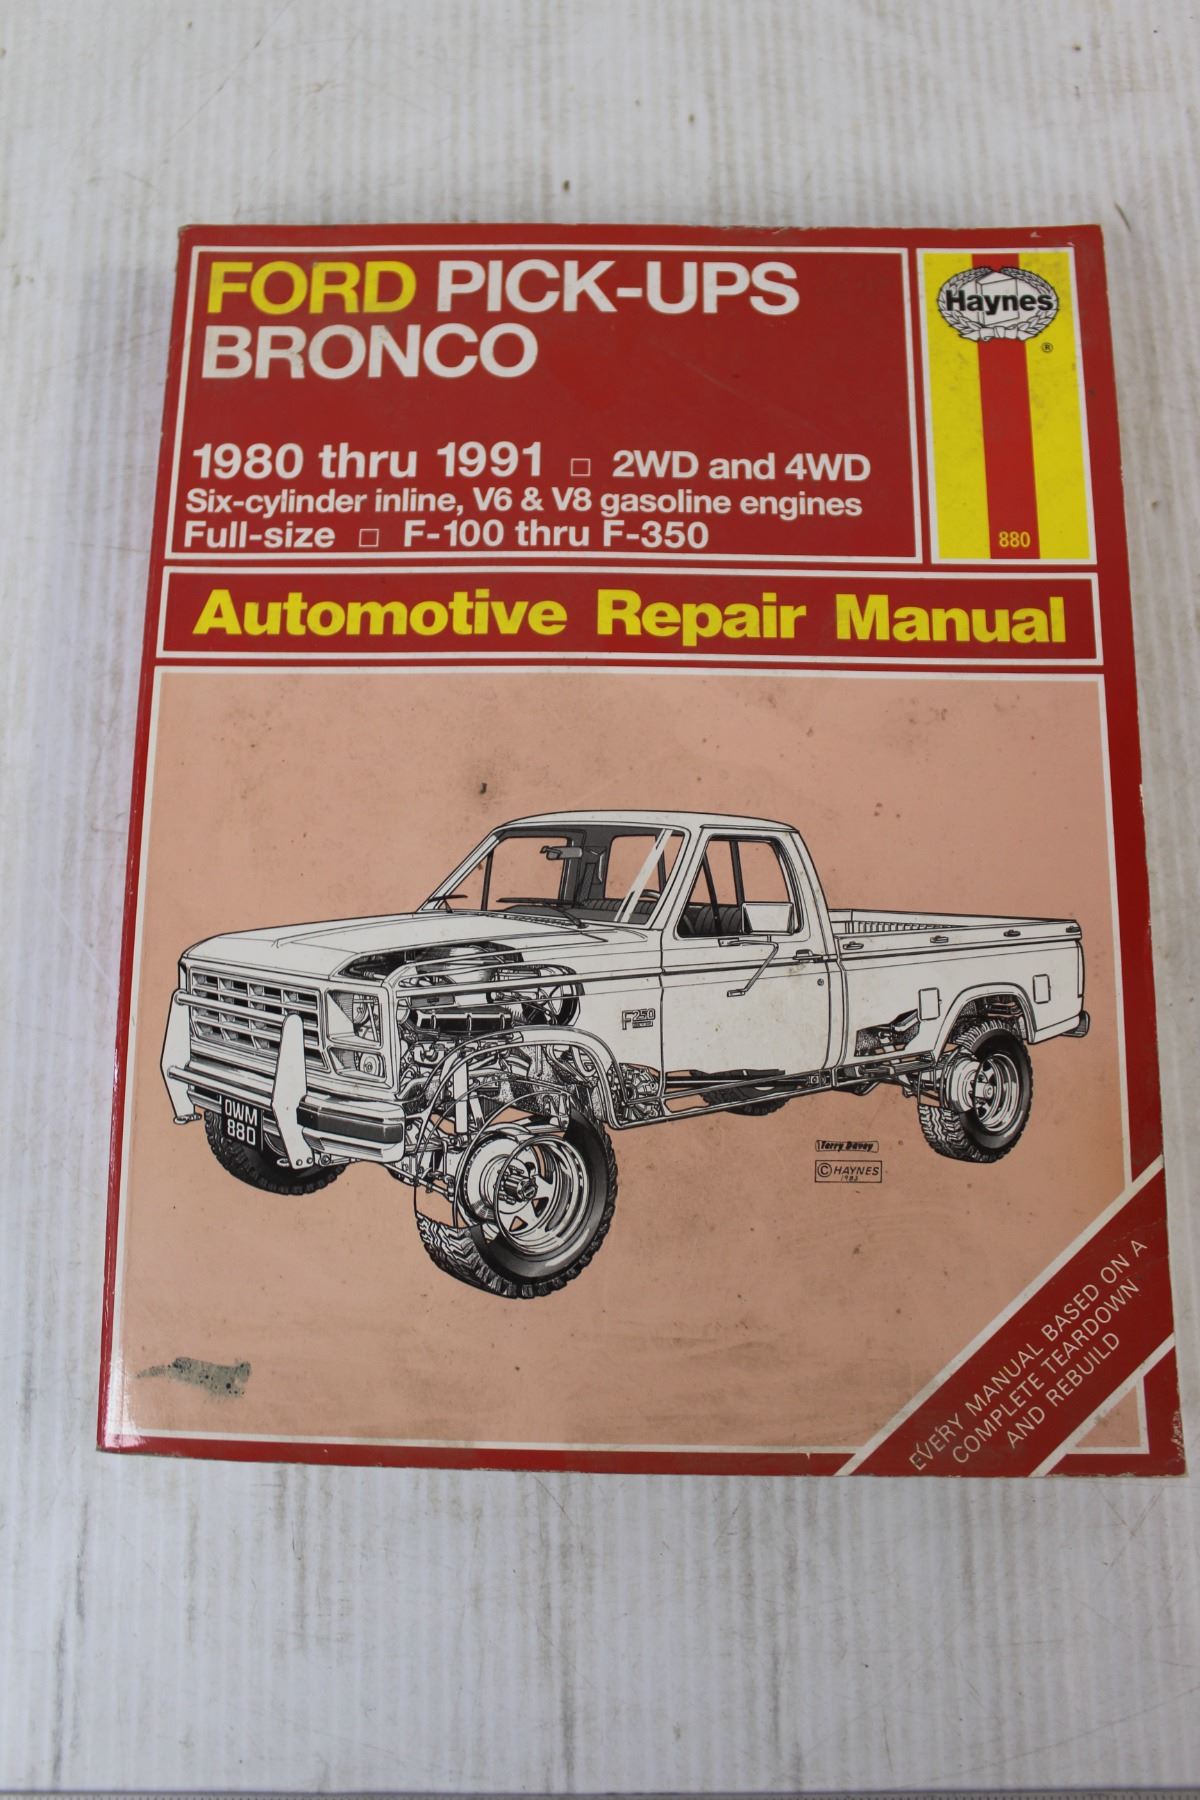 FORD PICK-UPS
BRONCO
1980 thru 1991 □ 2WD and 4WD
Six-cylinder inline, V6 & V8 gasoline engines
Full-size □ F-100 thru F-350
Haynes
®
880
Automotive Repair Manual
F250
OWM
880
Terry Davey
© HAYNES
1983
EVERY MANUAL BASED ON A
COMPLETE TEARDOWN
AND REBUILD